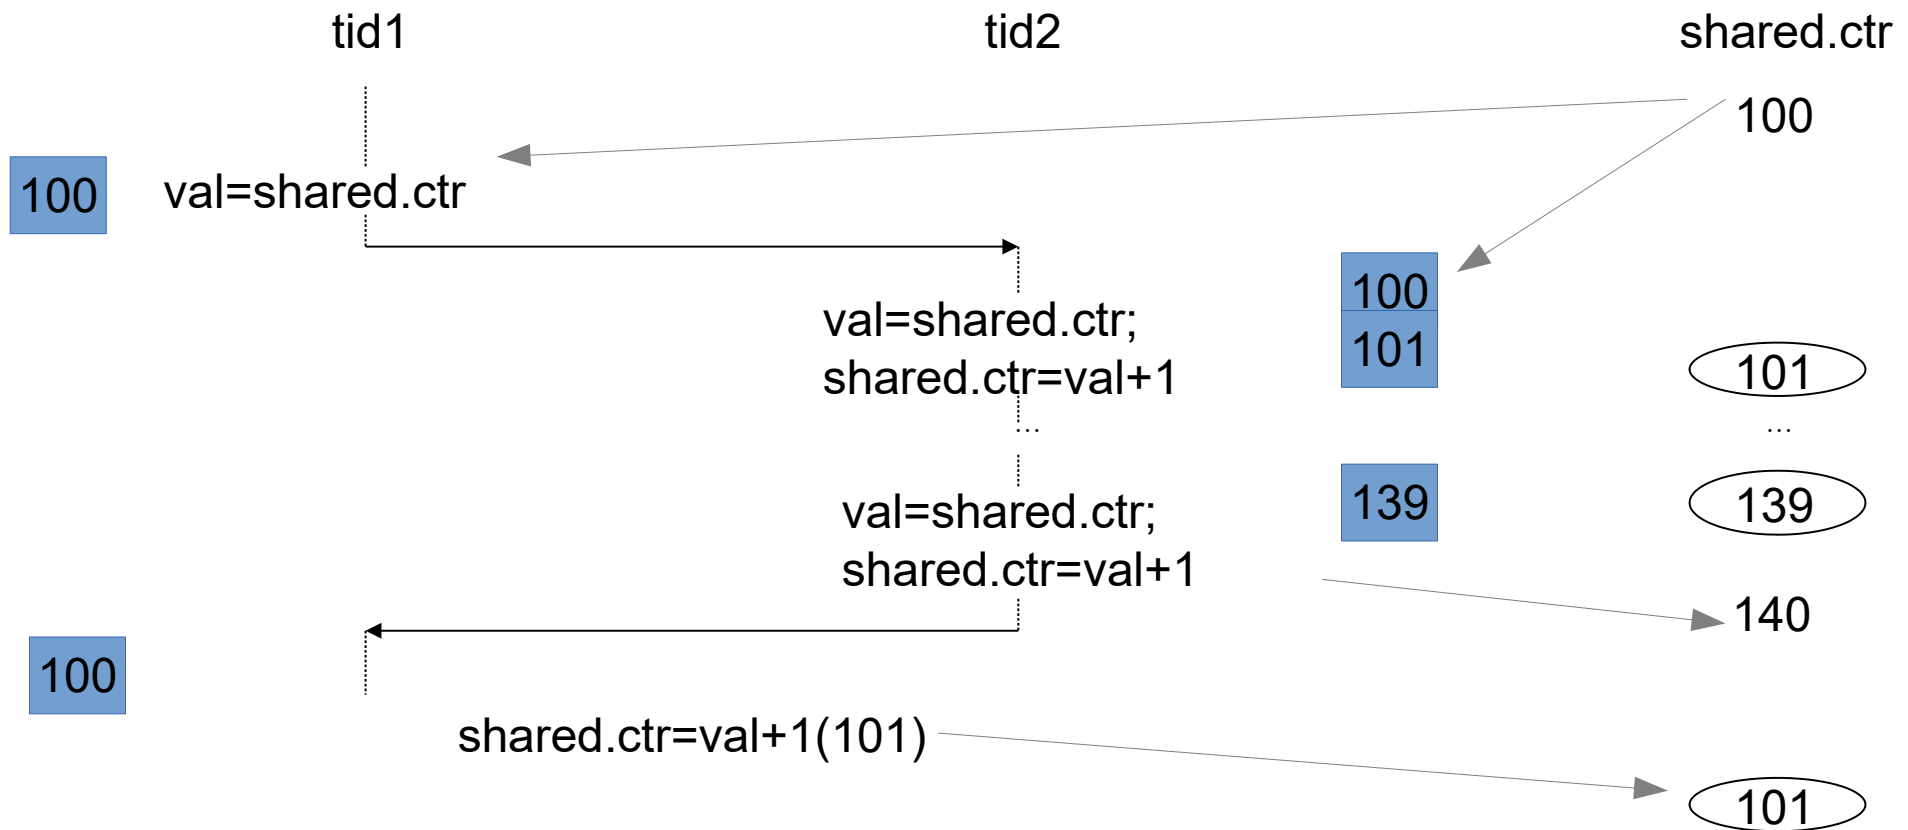 tid1 tid2 shared.ctr
100
100 val=shared.ctr
100
val=shared.ctr;
101 101
shared.ctr=val+1
... ...
139 139
val=shared.ctr;
shared.ctr=val+1
140
100
shared.ctr=val+1(101)
101